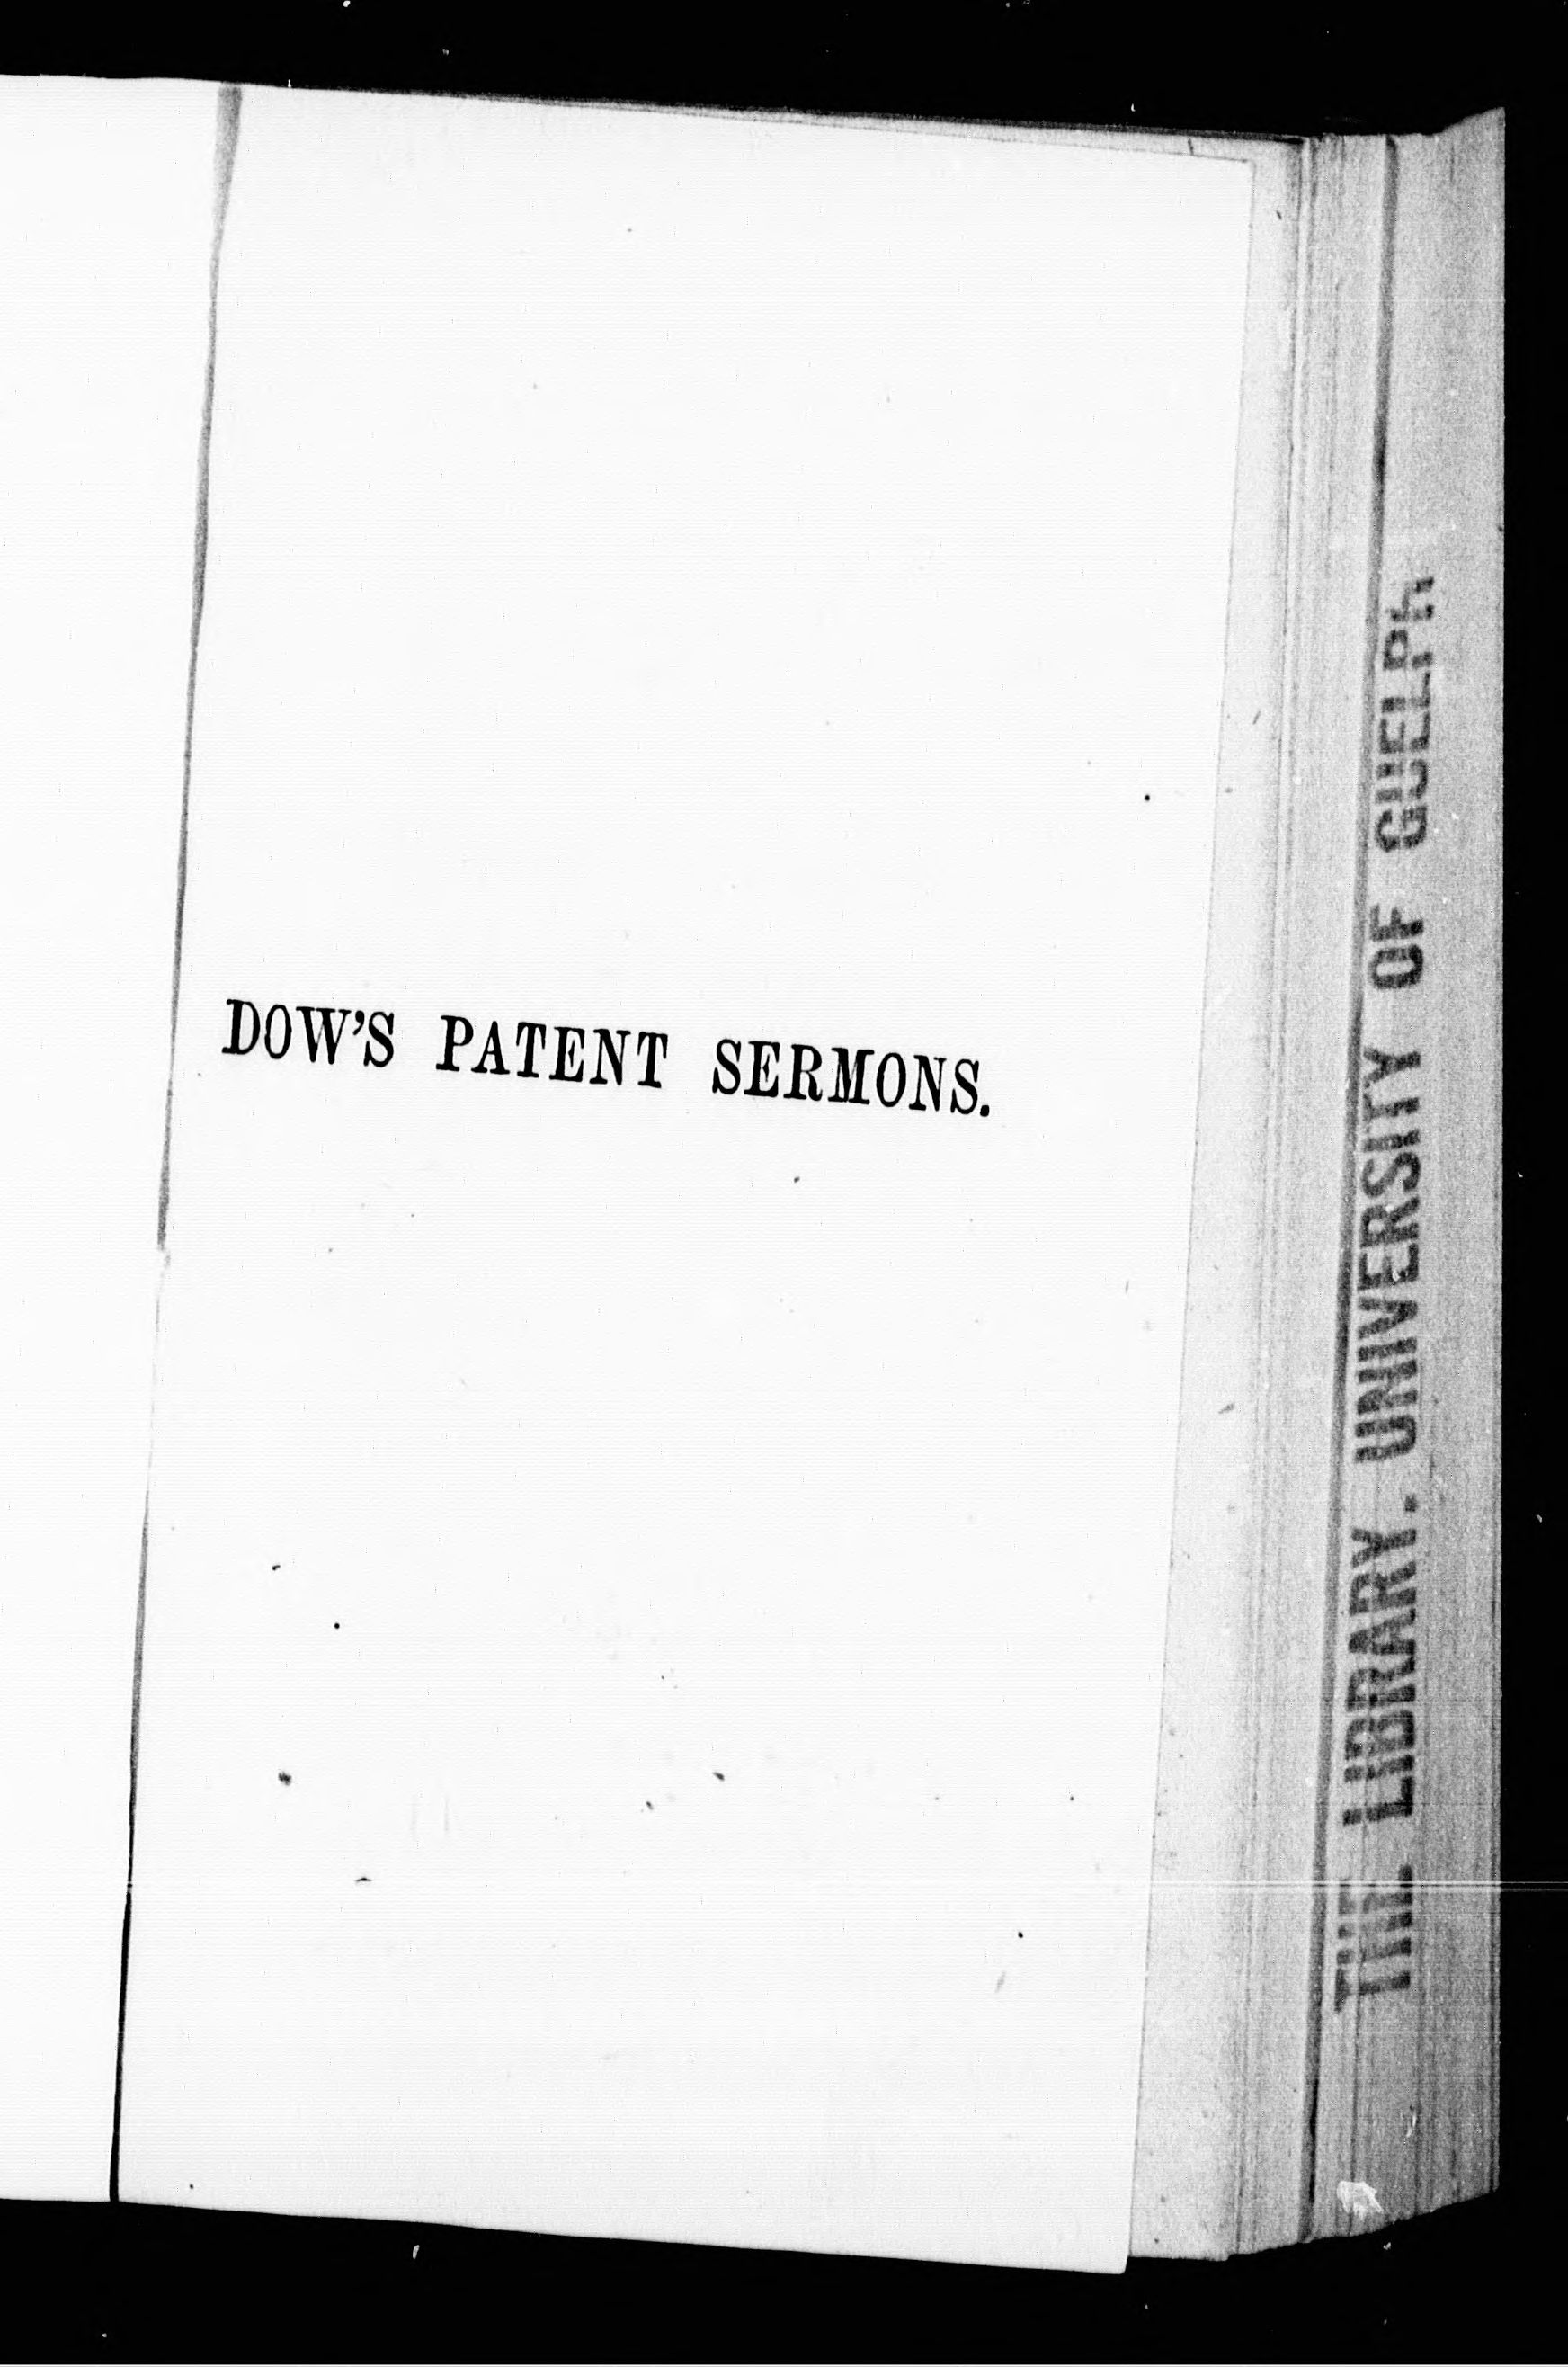 DOW'S PATENT SERMONS.
THE LIBRARY. UNIVERSITY OF GUELPH